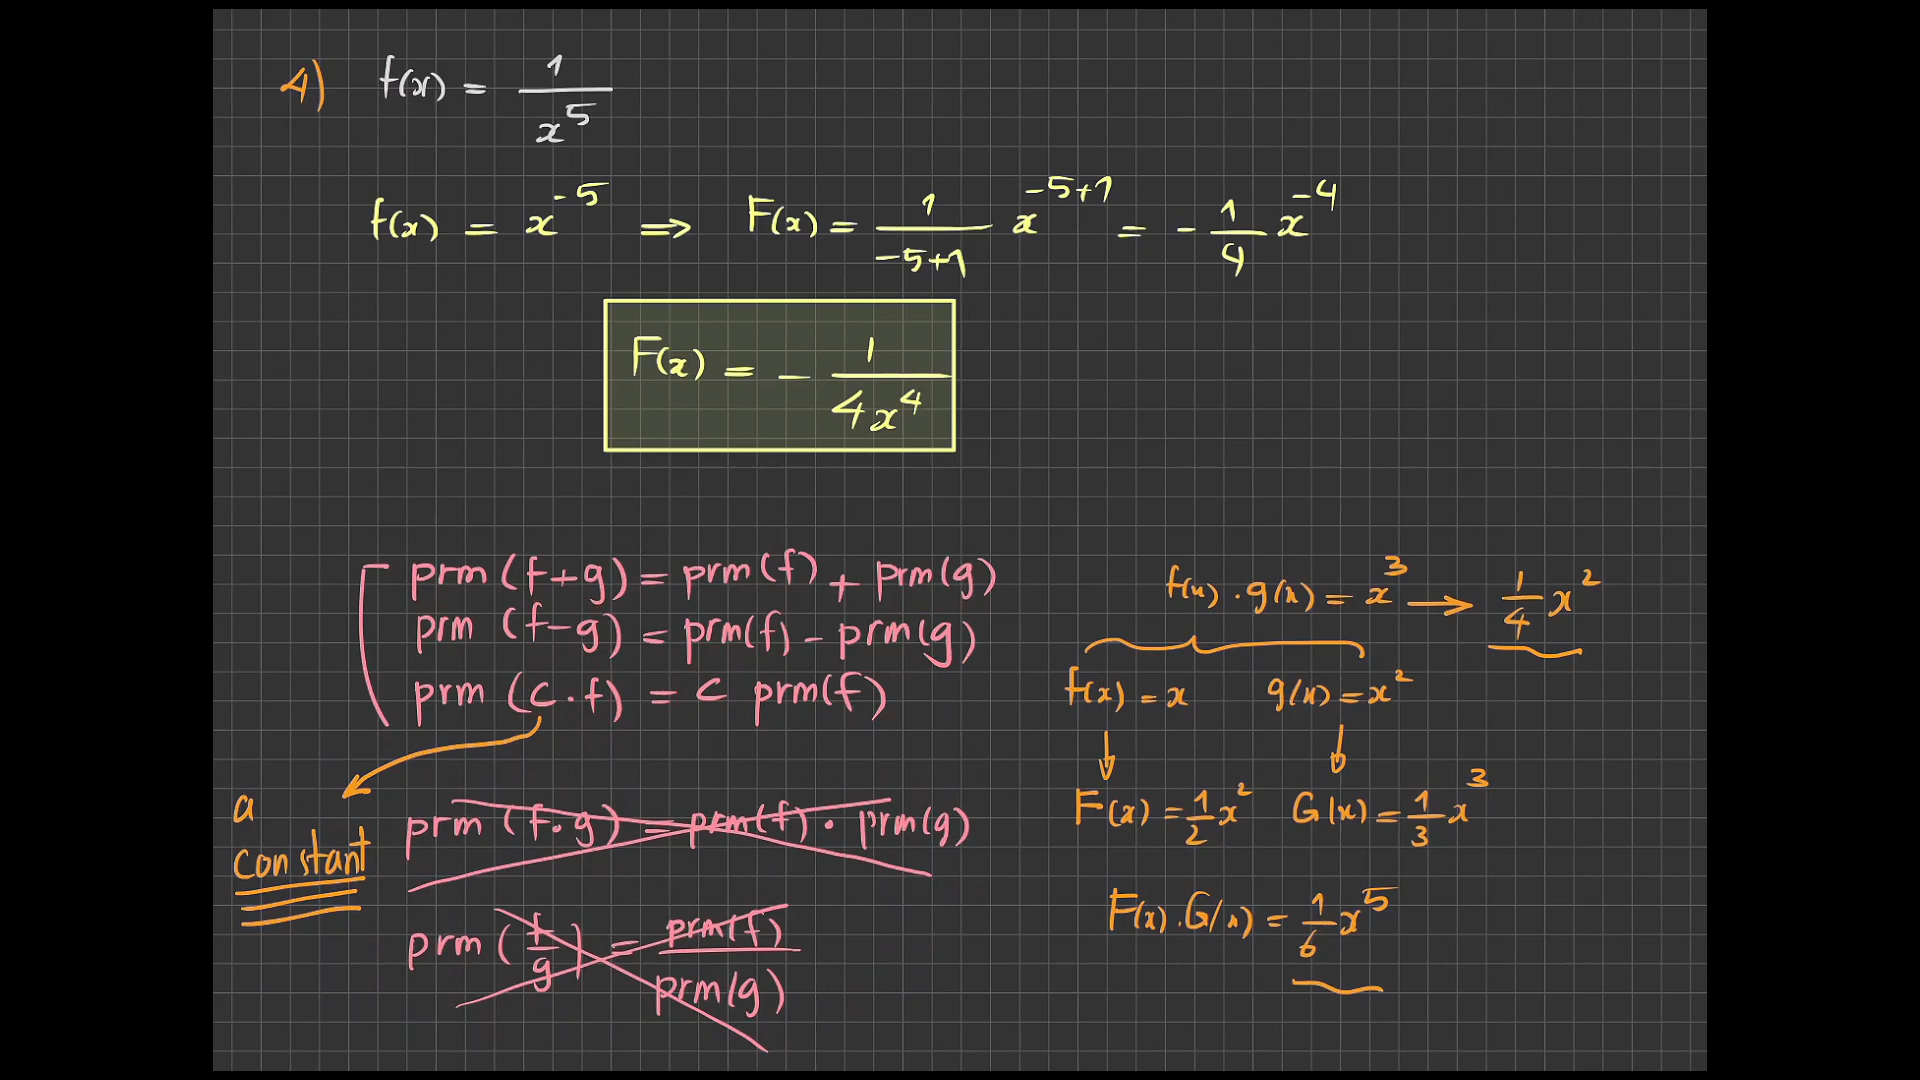 4) f(x) = 1/x^5
f(x) = x^-5 ⇒ F(x) = 1/(-5+1) x^-5+1 = - 1/4 x^-4
F(x) = - 1/(4x^4)
prm (f+g) = prm(f) + prm(g)
prm (f-g) = prm(f) - prm(g)
prm (c . f) = c prm(f)
a
constant
prm (f . g) = prm(f) . prm(g)
prm (f/g) = prm(f)/prm(g)
f(x) . g(x) = x^3 → 1/4 x^2
f(x) = x g(x) = x^2
F(x) = 1/2 x^2 G(x) = 1/3 x^3
F(x) . G(x) = 1/6 x^5